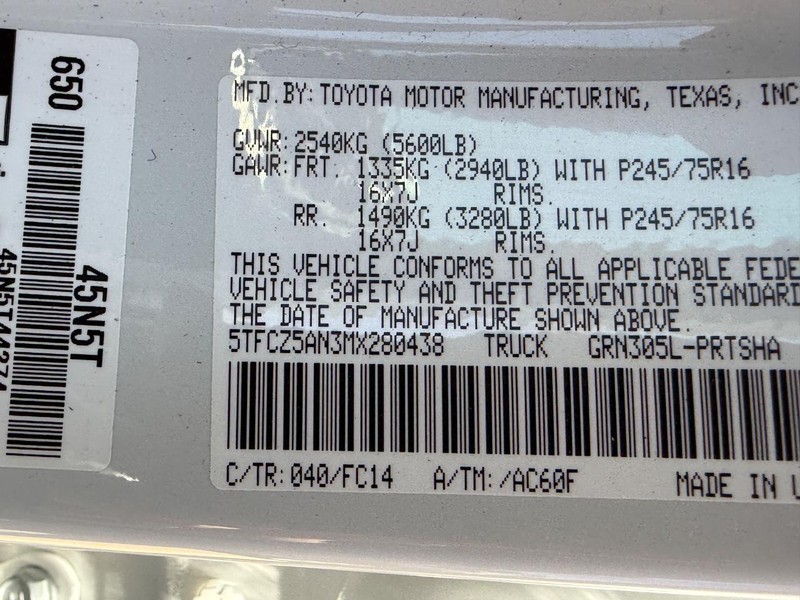 650
45N5T
MFD.BY:TOYOTA MOTOR MANUFACTURING, TEXAS, INC
GVWR:2540KG (5600LB)
GAWR:FRT. 1335KG (2940LB) WITH P245/75R16
16X7J RIMS.
RR. 1490KG (3280LB) WITH P245/75R16
16X7J RIMS.
THIS VEHICLE CONFORMS TO ALL APPLICABLE FEDE
VEHICLE SAFETY AND THEFT PREVENTION STANDARD
THE DATE OF MANUFACTURE SHOWN ABOVE.
5TFCZ5AN3MX280438 TRUCK GRN305L-PRTSHA
C/TR:040/FC14 A/TM:/AC60F MADE IN U